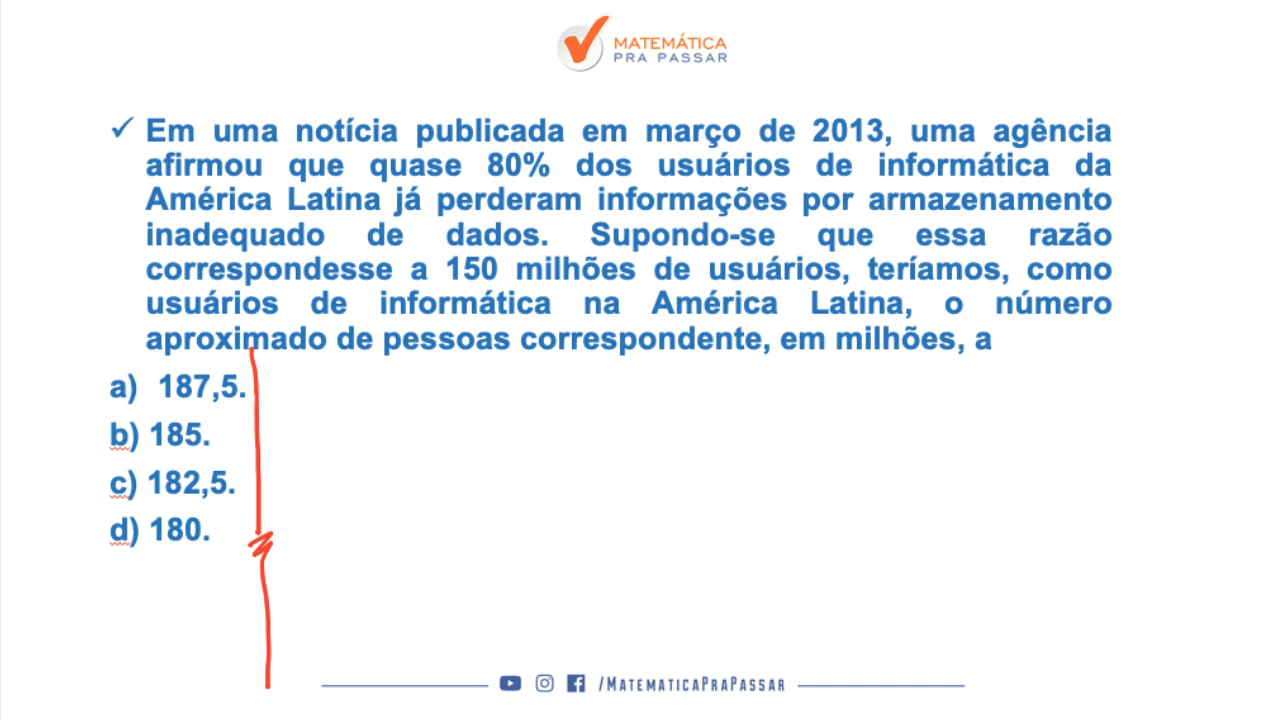 MATEMÁTICA
PRA PASSAR
✓ Em uma notícia publicada em março de 2013, uma agência
afirmou que quase 80% dos usuários de informática da
América Latina já perderam informações por armazenamento
inadequado de dados. Supondo-se que essa razão
correspondesse a 150 milhões de usuários, teríamos, como
usuários de informática na América Latina, o número
aproximado de pessoas correspondente, em milhões, a
a) 187,5.
b) 185.
c) 182,5.
d) 180.
/MATEMATICAPRAPASSAR